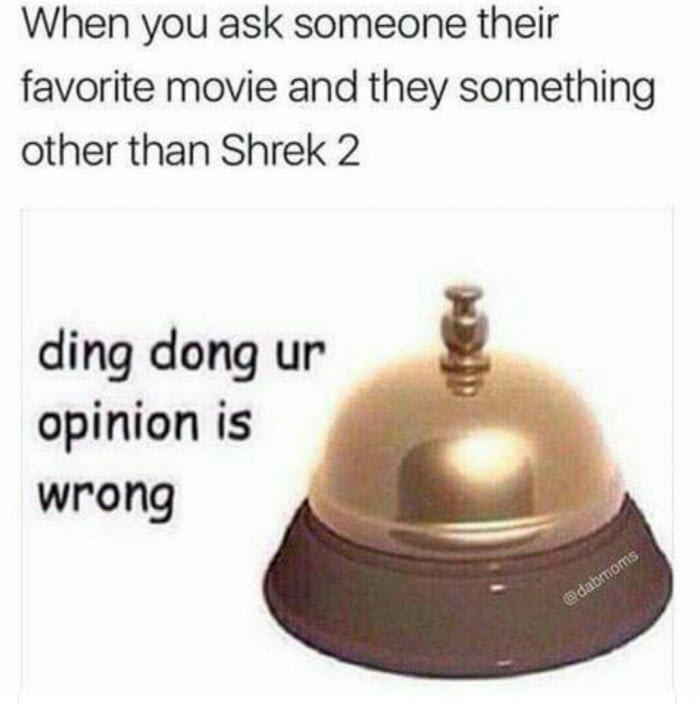 When you ask someone their
favorite movie and they something
other than Shrek 2
ding dong ur
opinion is
wrong
@dabmoms